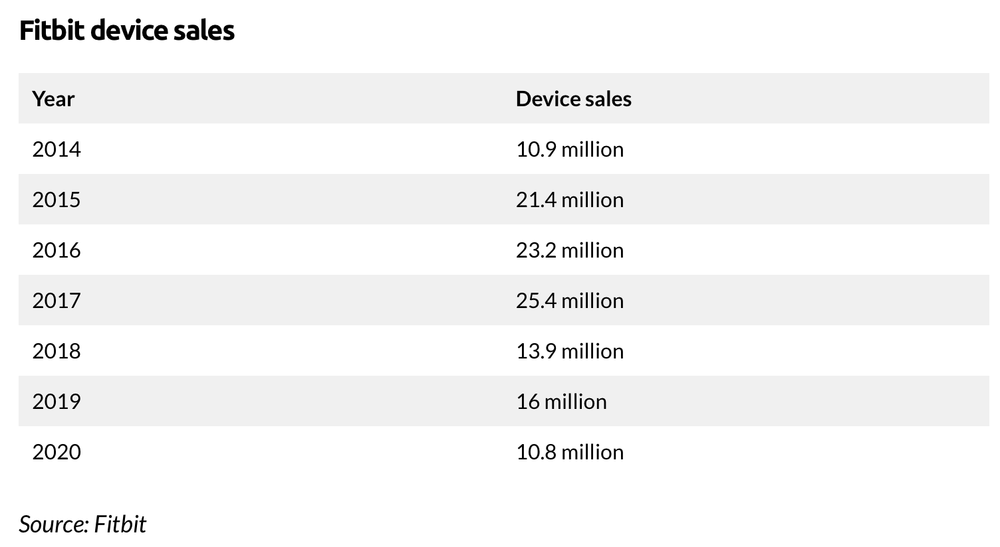 Fitbit device sales
Year Device sales
2014 10.9 million
2015 21.4 million
2016 23.2 million
2017 25.4 million
2018 13.9 million
2019 16 million
2020 10.8 million
Source: Fitbit